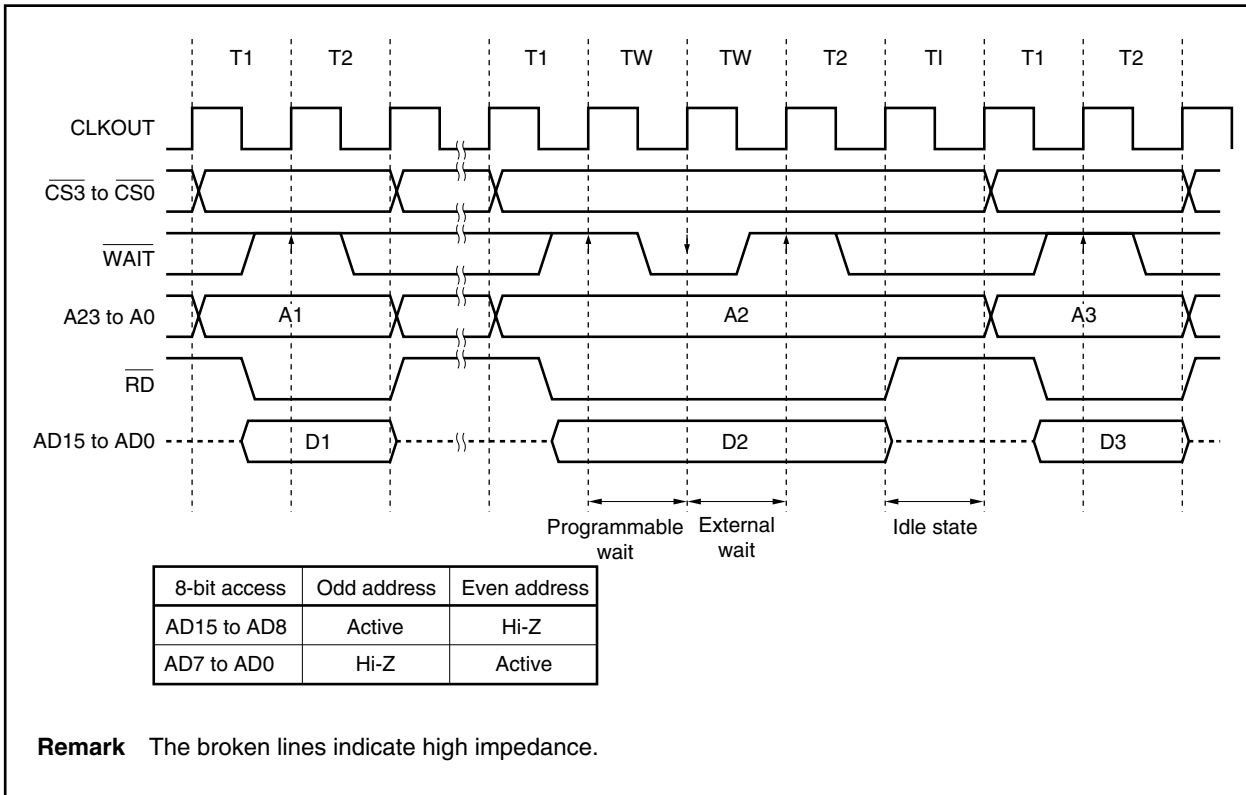 T1 T2 T1 TW TW T2 TI T1 T2
CLKOUT
CS3 to CS0
WAIT
A23 to A0 A1 A2 A3
RD
AD15 to AD0 D1 D2 D3
Programmable wait
External wait
Idle state
8-bit access Odd address Even address
AD15 to AD8 Active Hi-Z
AD7 to AD0 Hi-Z Active
Remark The broken lines indicate high impedance.